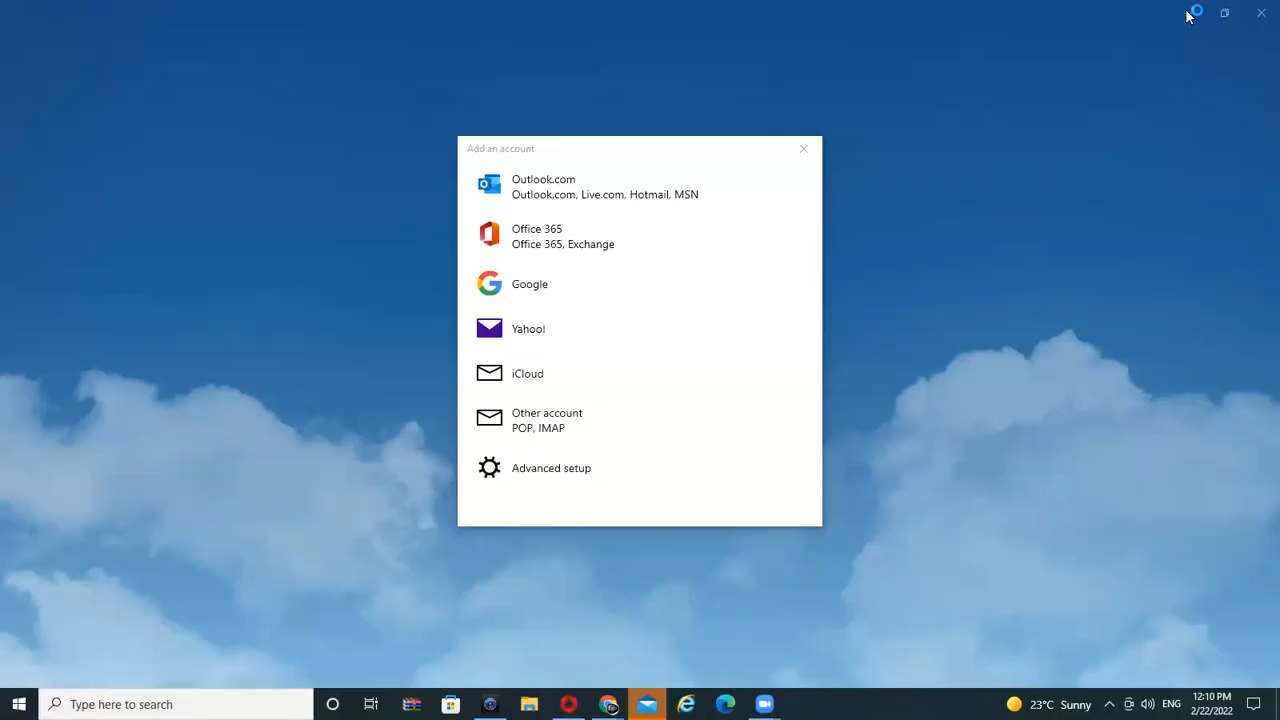 Add an account
Outlook.com
Outlook.com, Live.com, Hotmail, MSN
Office 365
Office 365, Exchange
Google
Yahoo!
iCloud
Other account
POP, IMAP
Advanced setup
Type here to search
23°C Sunny
ENG
12:10 PM
2/22/2022